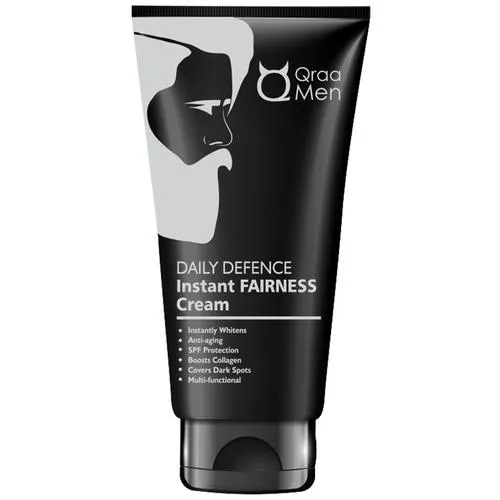 Qraa
Men
DAILY DEFENCE
Instant FAIRNESS
Cream
• Instantly Whitens
• Anti-aging
• SPF Protection
• Boosts Collagen
• Covers Dark Spots
• Multi-functional